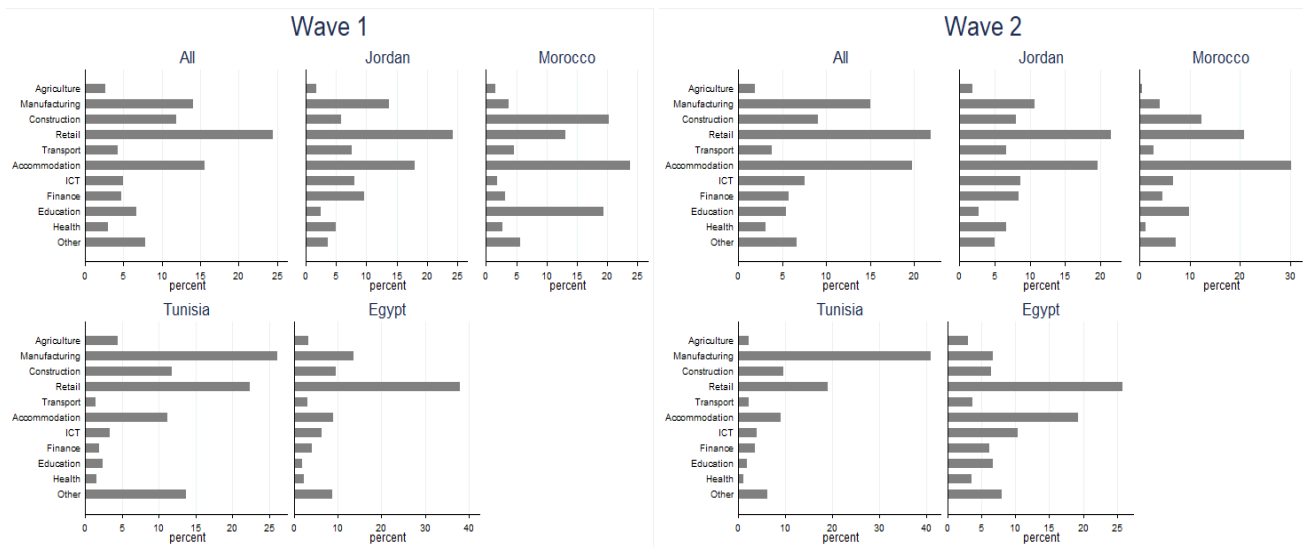 Wave 1
All
Jordan
Morocco
Agriculture
Manufacturing
Construction
Retail
Transport
Accommodation
ICT
Finance
Education
Health
Other
0 5 10 15 20 25
percent
0 5 10 15 20 25
percent
0 5 10 15 20 25
percent
Tunisia
Egypt
Agriculture
Manufacturing
Construction
Retail
Transport
Accommodation
ICT
Finance
Education
Health
Other
0 5 10 15 20 25
percent
0 10 20 30 40
percent
Wave 2
All
Jordan
Morocco
Agriculture
Manufacturing
Construction
Retail
Transport
Accommodation
ICT
Finance
Education
Health
Other
0 5 10 15 20
percent
0 5 10 15 20
percent
0 10 20 30
percent
Tunisia
Egypt
Agriculture
Manufacturing
Construction
Retail
Transport
Accommodation
ICT
Finance
Education
Health
Other
0 10 20 30 40
percent
0 5 10 15 20 25
percent